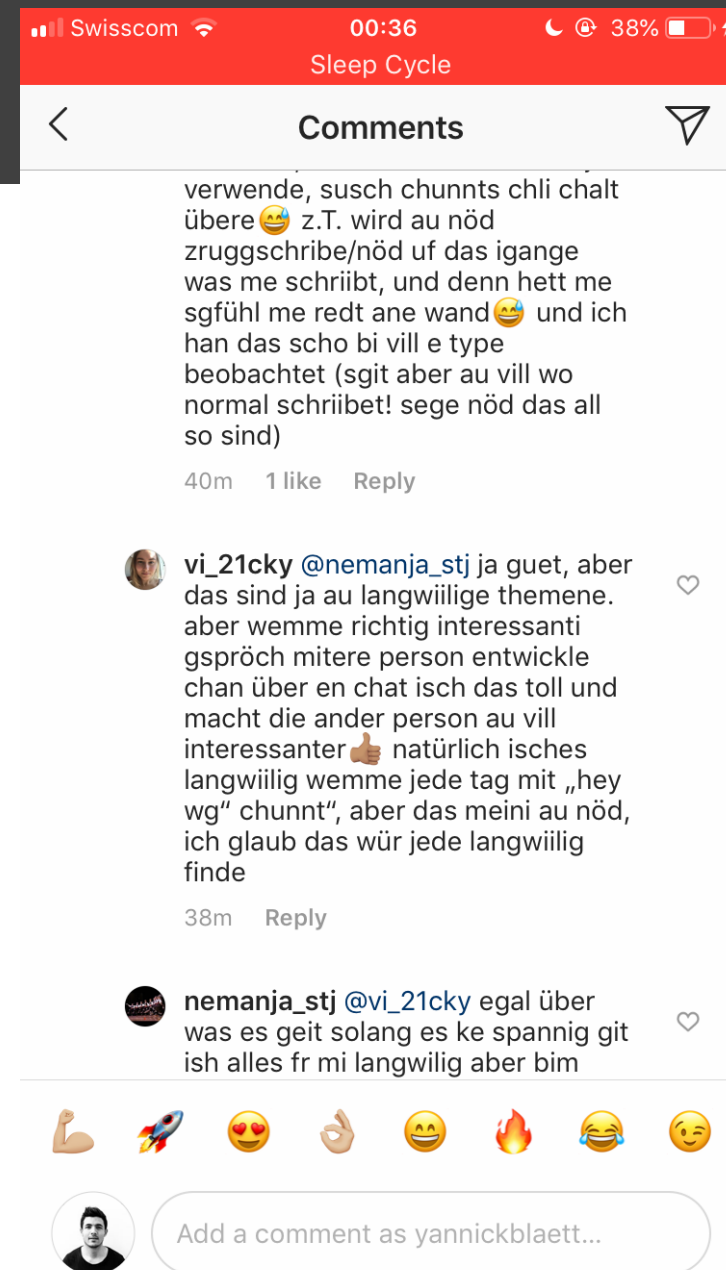 Swisscom 00:36 38%
Sleep Cycle
Comments
verwende, susch chunnts chli chalt
übere😅 z.T. wird au nöd
zruggschribe/nöd uf das igange
was me schriibt, und denn hett me
sgfühl me redt ane wand😅 und ich
han das scho bi vill e type
beobachtet (sgit aber au vill wo
normal schriibet! sege nöd das all
so sind)
40m 1 like Reply
vi_21cky @nemanja_stj ja guet, aber
das sind ja au langwiilige themene.
aber wemme richtig interessanti
gspröch mitere person entwickle
chan über en chat isch das toll und
macht die ander person au vill
interessanter👍🏽 natürlich isches
langwiilig wemme jede tag mit „hey
wg“ chunnt“, aber das meini au nöd,
ich glaub das wür jede langwiilig
finde
38m Reply
nemanja_stj @vi_21cky egal über
was es geit solang es ke spannig git
ish alles fr mi langwilig aber bim
Add a comment as yannickblaett...